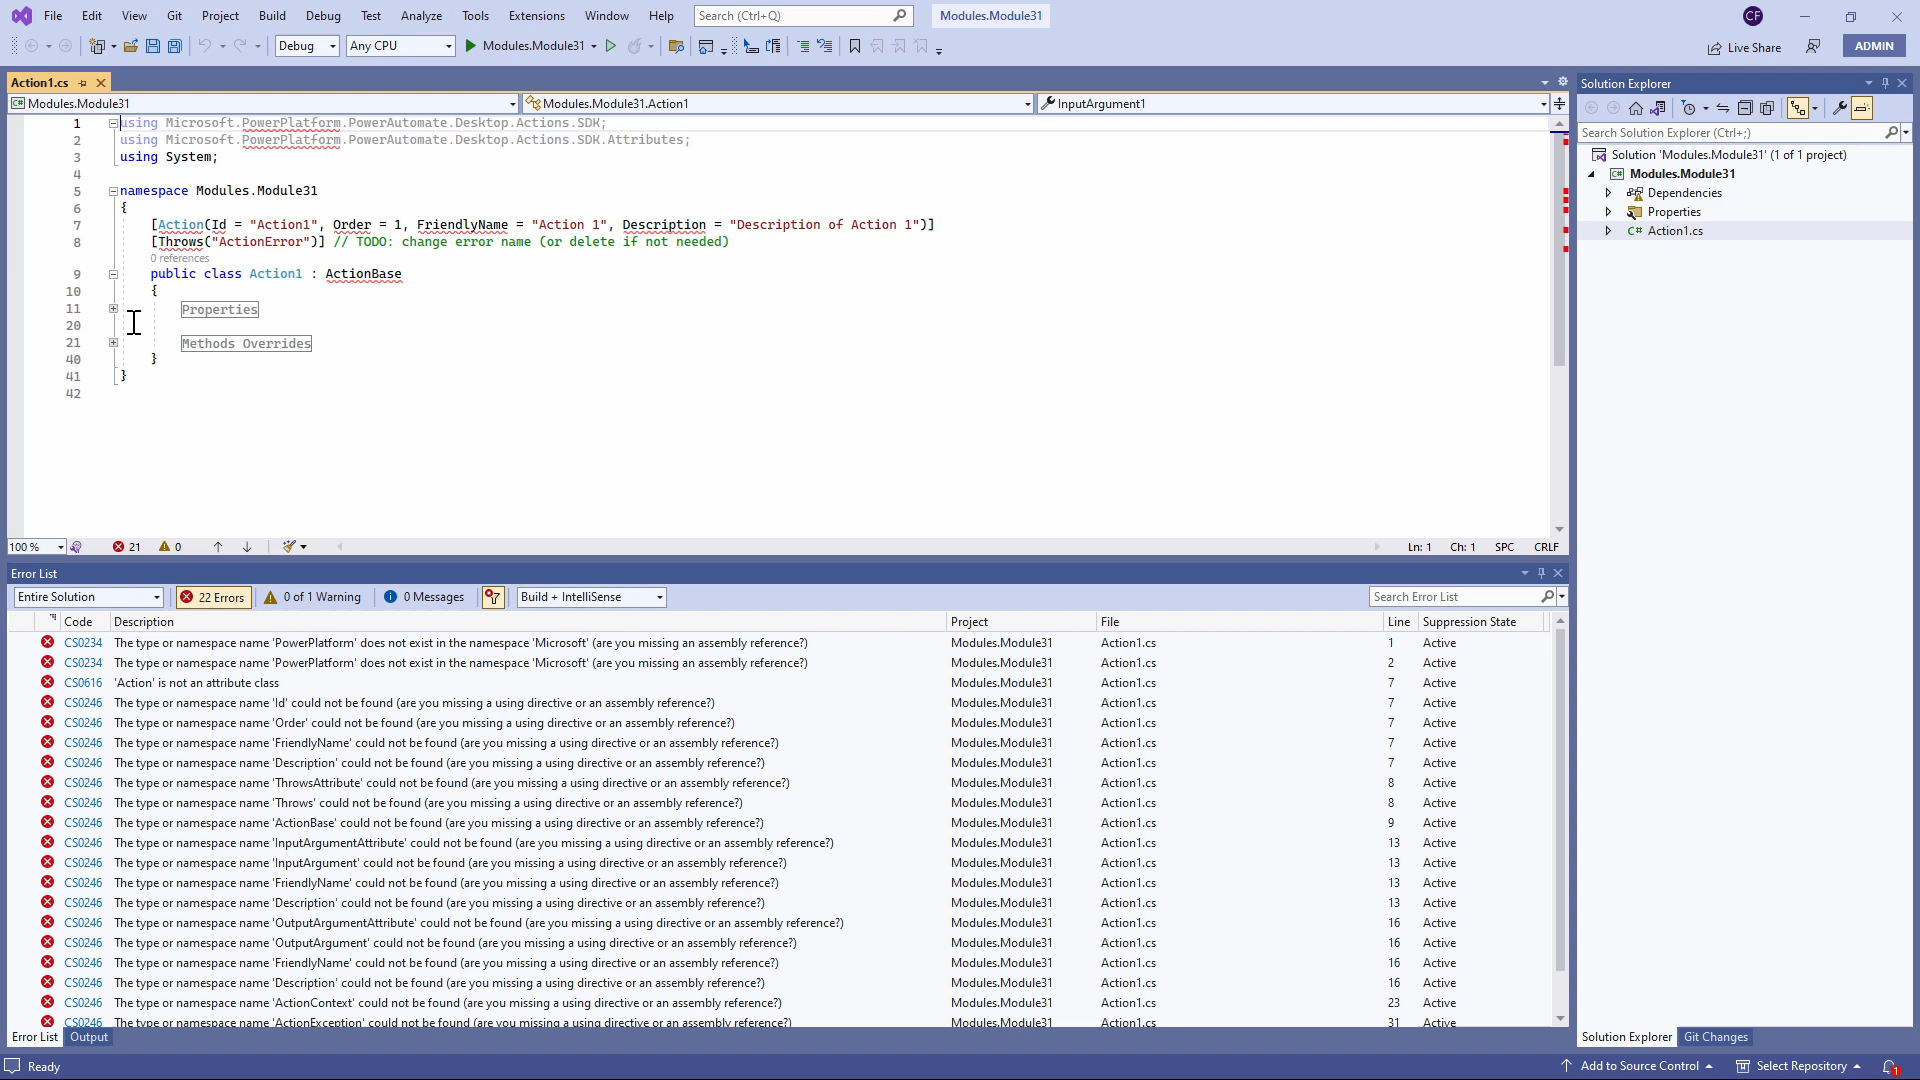 File Edit View Git Project Build Debug Test Analyze Tools Extensions Window Help Search (Ctrl+Q) Modules.Module31 CF
Debug Any CPU Modules.Module31 Live Share ADMIN
Action1.cs
Modules.Module31 Modules.Module31.Action1 InputArgument1
1 using Microsoft.PowerPlatform.PowerAutomate.Desktop.Actions.SDK;
2 using Microsoft.PowerPlatform.PowerAutomate.Desktop.Actions.SDK.Attributes;
3 using System;
4
5 namespace Modules.Module31
6 {
7 [Action(Id = "Action1", Order = 1, FriendlyName = "Action 1", Description = "Description of Action 1")]
8 [Throws("ActionError")] // TODO: change error name (or delete if not needed)
0 references
9 public class Action1 : ActionBase
10 {
11 Properties
20
21 Methods Overrides
40 }
41 }
42
100 % 21 0 Ln: 1 Ch: 1 SPC CRLF
Error List
Entire Solution 22 Errors 0 of 1 Warning 0 Messages Build + IntelliSense Search Error List
Code Description Project File Line Suppression State
CS0234 The type or namespace name 'PowerPlatform' does not exist in the namespace 'Microsoft' (are you missing an assembly reference?) Modules.Module31 Action1.cs 1 Active
CS0234 The type or namespace name 'PowerPlatform' does not exist in the namespace 'Microsoft' (are you missing an assembly reference?) Modules.Module31 Action1.cs 2 Active
CS0616 'Action' is not an attribute class Modules.Module31 Action1.cs 7 Active
CS0246 The type or namespace name 'Id' could not be found (are you missing a using directive or an assembly reference?) Modules.Module31 Action1.cs 7 Active
CS0246 The type or namespace name 'Order' could not be found (are you missing a using directive or an assembly reference?) Modules.Module31 Action1.cs 7 Active
CS0246 The type or namespace name 'FriendlyName' could not be found (are you missing a using directive or an assembly reference?) Modules.Module31 Action1.cs 7 Active
CS0246 The type or namespace name 'Description' could not be found (are you missing a using directive or an assembly reference?) Modules.Module31 Action1.cs 7 Active
CS0246 The type or namespace name 'ThrowsAttribute' could not be found (are you missing a using directive or an assembly reference?) Modules.Module31 Action1.cs 8 Active
CS0246 The type or namespace name 'Throws' could not be found (are you missing a using directive or an assembly reference?) Modules.Module31 Action1.cs 8 Active
CS0246 The type or namespace name 'ActionBase' could not be found (are you missing a using directive or an assembly reference?) Modules.Module31 Action1.cs 9 Active
CS0246 The type or namespace name 'InputArgumentAttribute' could not be found (are you missing a using directive or an assembly reference?) Modules.Module31 Action1.cs 13 Active
CS0246 The type or namespace name 'InputArgument' could not be found (are you missing a using directive or an assembly reference?) Modules.Module31 Action1.cs 13 Active
CS0246 The type or namespace name 'FriendlyName' could not be found (are you missing a using directive or an assembly reference?) Modules.Module31 Action1.cs 13 Active
CS0246 The type or namespace name 'Description' could not be found (are you missing a using directive or an assembly reference?) Modules.Module31 Action1.cs 13 Active
CS0246 The type or namespace name 'OutputArgumentAttribute' could not be found (are you missing a using directive or an assembly reference?) Modules.Module31 Action1.cs 16 Active
CS0246 The type or namespace name 'OutputArgument' could not be found (are you missing a using directive or an assembly reference?) Modules.Module31 Action1.cs 16 Active
CS0246 The type or namespace name 'FriendlyName' could not be found (are you missing a using directive or an assembly reference?) Modules.Module31 Action1.cs 16 Active
CS0246 The type or namespace name 'Description' could not be found (are you missing a using directive or an assembly reference?) Modules.Module31 Action1.cs 16 Active
CS0246 The type or namespace name 'ActionContext' could not be found (are you missing a using directive or an assembly reference?) Modules.Module31 Action1.cs 23 Active
CS0246 The type or namespace name 'ActionException' could not be found (are you missing a using directive or an assembly reference?) Modules.Module31 Action1.cs 31 Active
Error List Output
Solution Explorer
Search Solution Explorer (Ctrl+;)
Solution 'Modules.Module31' (1 of 1 project)
C# Modules.Module31
Dependencies
Properties
C# Action1.cs
Solution Explorer Git Changes
Ready Add to Source Control Select Repository 1